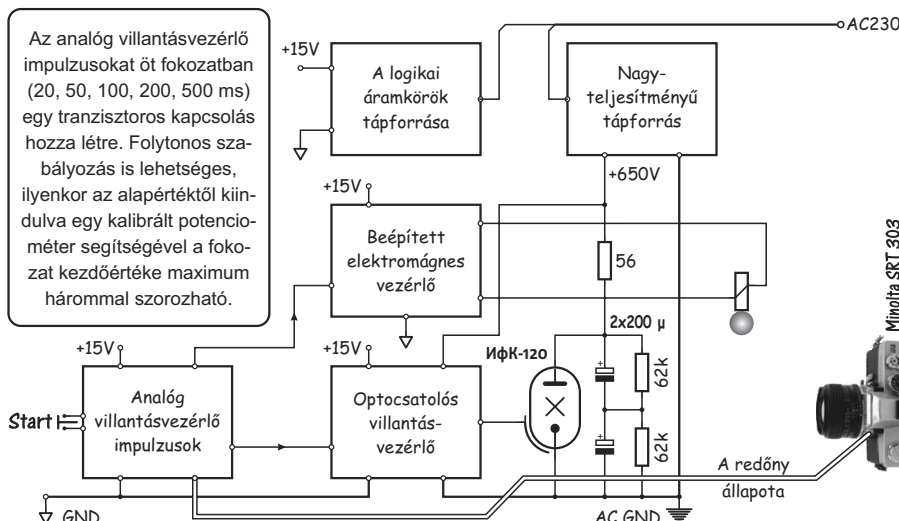 Az analóg villantásvezérlő
impulzusokat öt fokozatban
(20, 50, 100, 200, 500 ms)
egy tranzisztoros kapcsolás
hozza létre. Folytonos sza-
bályozás is lehetséges,
ilyenkor az alapértéktől kiin-
dulva egy kalibrált potencio-
méter segítségével a foko-
zat kezdőértéke maximum
hárommal szorozható.
AC230
+15V
A logikai
áramkörök
tápforrása
Nagy-
teljesítményű
tápforrás
+650V
+15V
Beépített
elektromágnes
vezérlő
56
Minolta SRT 303
2x200 µ
ИфК-120
62k
62k
+15V
Analóg
villantásvezérlő
impulzusok
Start
+15V
Optocsatolós
villantás-
vezérlő
A redőny
állapota
GND
AC GND